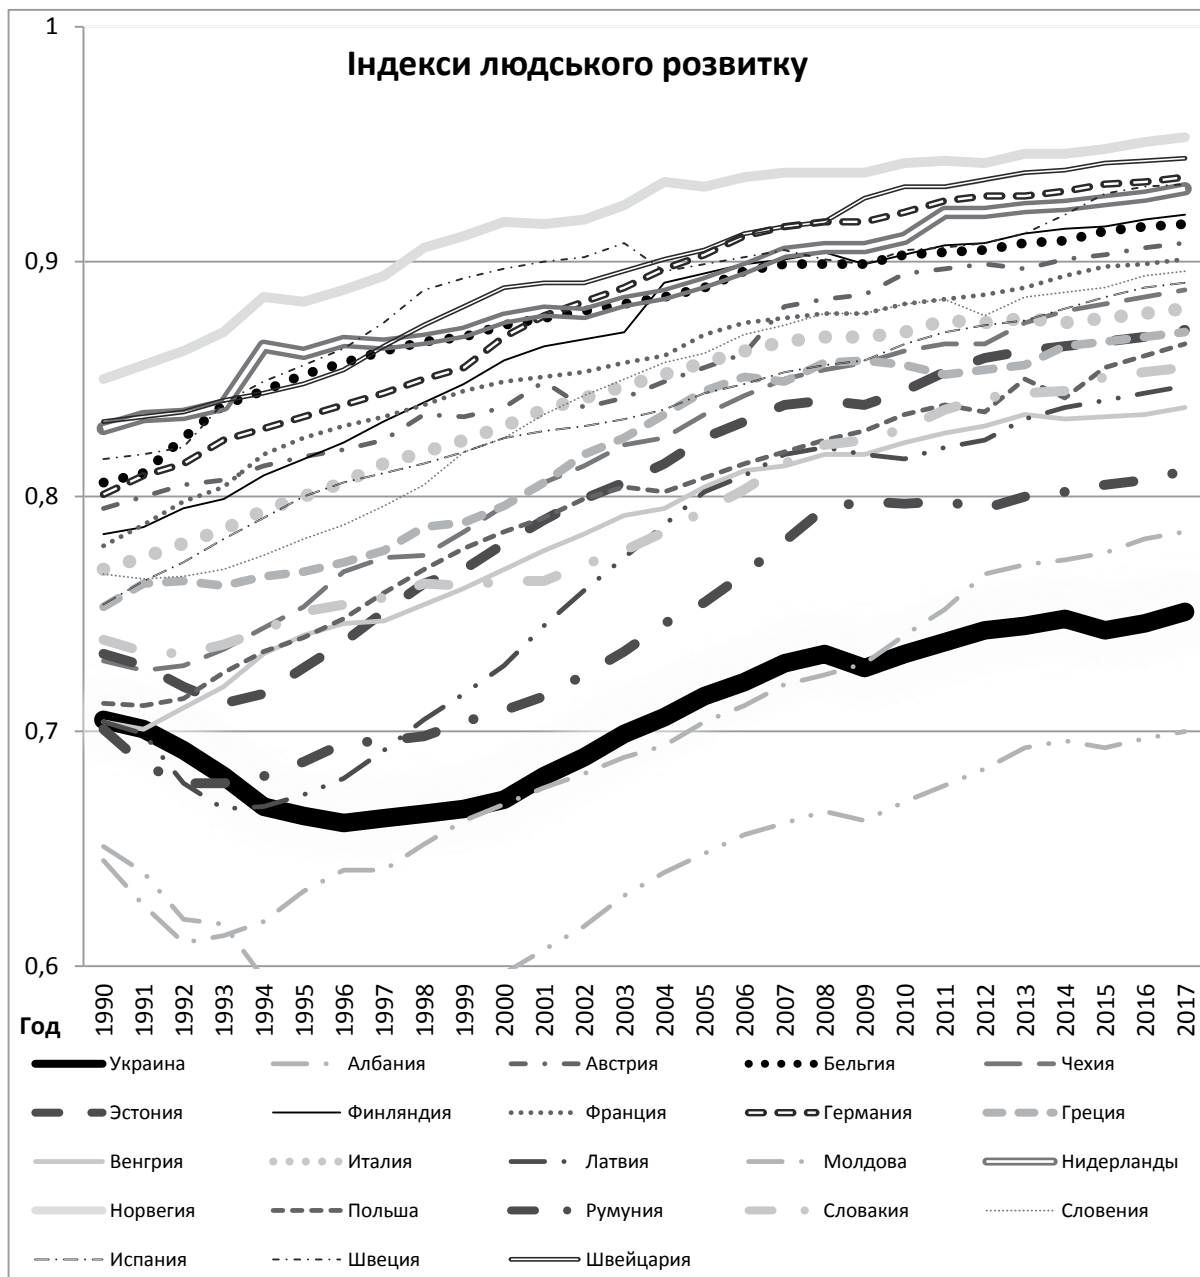 Індекси людського розвитку
1
0,9
0,8
0,7
0,6
1990 1991 1992 1993 1994 1995 1996 1997 1998 1999 2000 2001 2002 2003 2004 2005 2006 2007 2008 2009 2010 2011 2012 2013 2014 2015 2016 2017
Год
Украина Албания Австрия Бельгия Чехия
Эстония Финляндия Франция Германия Греция
Венгрия Италия Латвия Молдова Нидерланды
Норвегия Польша Румуния Словакия Словения
Испания Швеция Швейцария